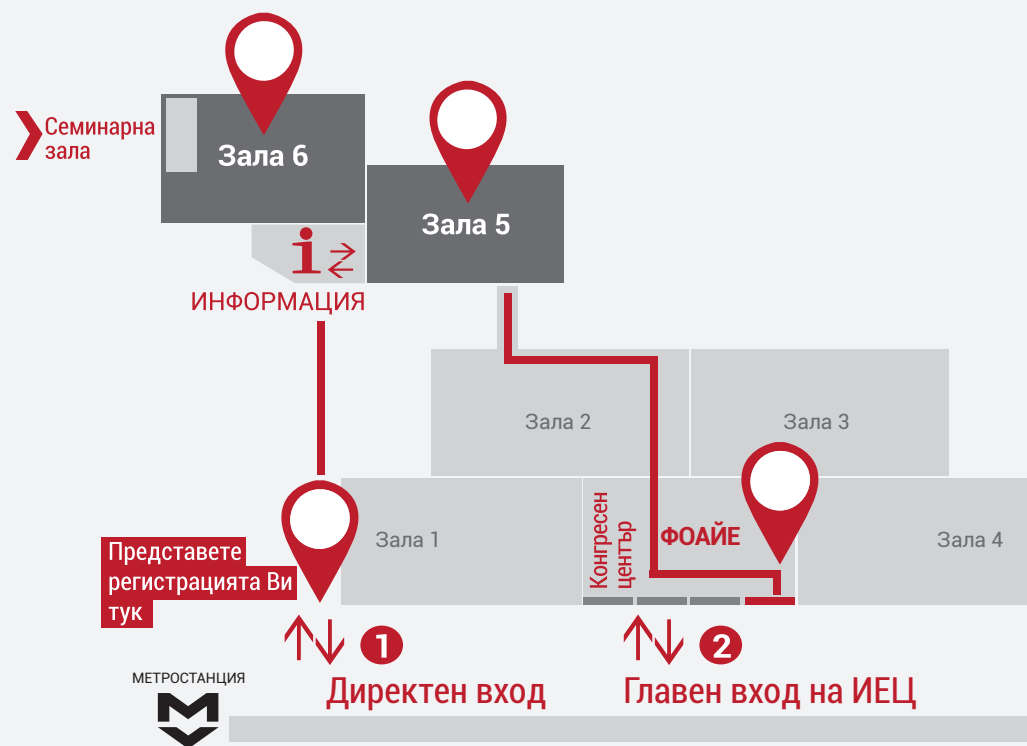 Семинарна
зала
Зала 6
Зала 5
i
ИНФОРМАЦИЯ
Зала 2
Зала 3
Зала 1
Конгресен
център
ФОАЙЕ
Зала 4
Представете
регистрацията Ви
тук
1
Директен вход
2
Главен вход на ИЕЦ
МЕТРОСТАНЦИЯ
М